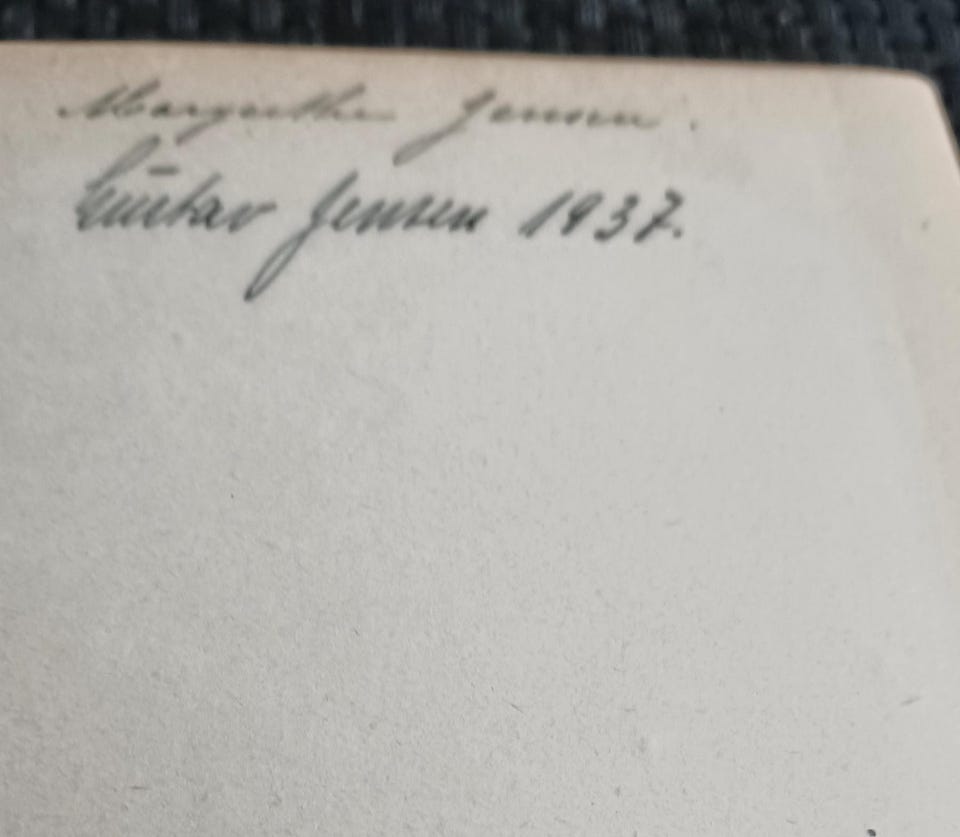 Margrethe Jensen.
Gustav Jensen 1937.